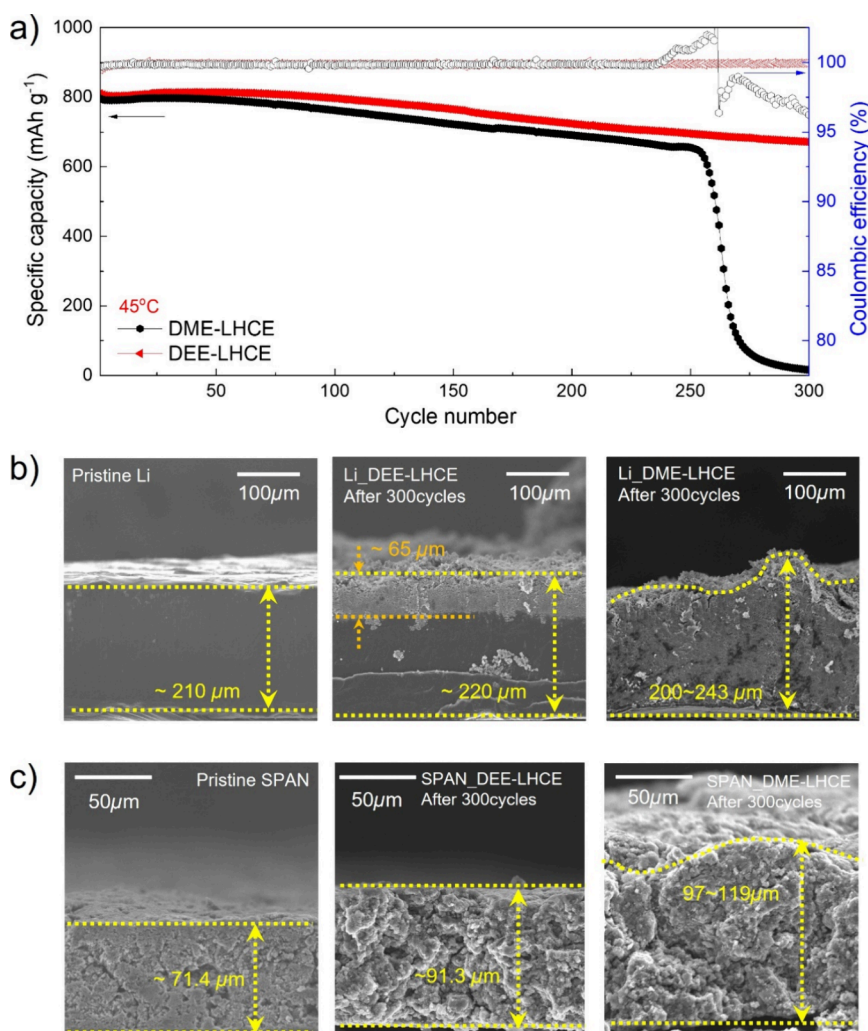 a)
1000
800
600
400
200
0
Specific capacity (mAh g⁻¹)
100
95
90
85
80
Coulombic efficiency (%)
45°C
DME-LHCE
DEE-LHCE
50
100
150
200
250
300
Cycle number
b)
Pristine Li
100µm
~ 210 µm
Li_DEE-LHCE
After 300cycles
100µm
~ 65 µm
~ 220 µm
Li_DME-LHCE
After 300cycles
100µm
200~243 µm
c)
50µm
Pristine SPAN
~ 71.4 µm
50µm
SPAN_DEE-LHCE
After 300cycles
~91.3 µm
50µm
SPAN_DME-LHCE
After 300cycles
97~119µm